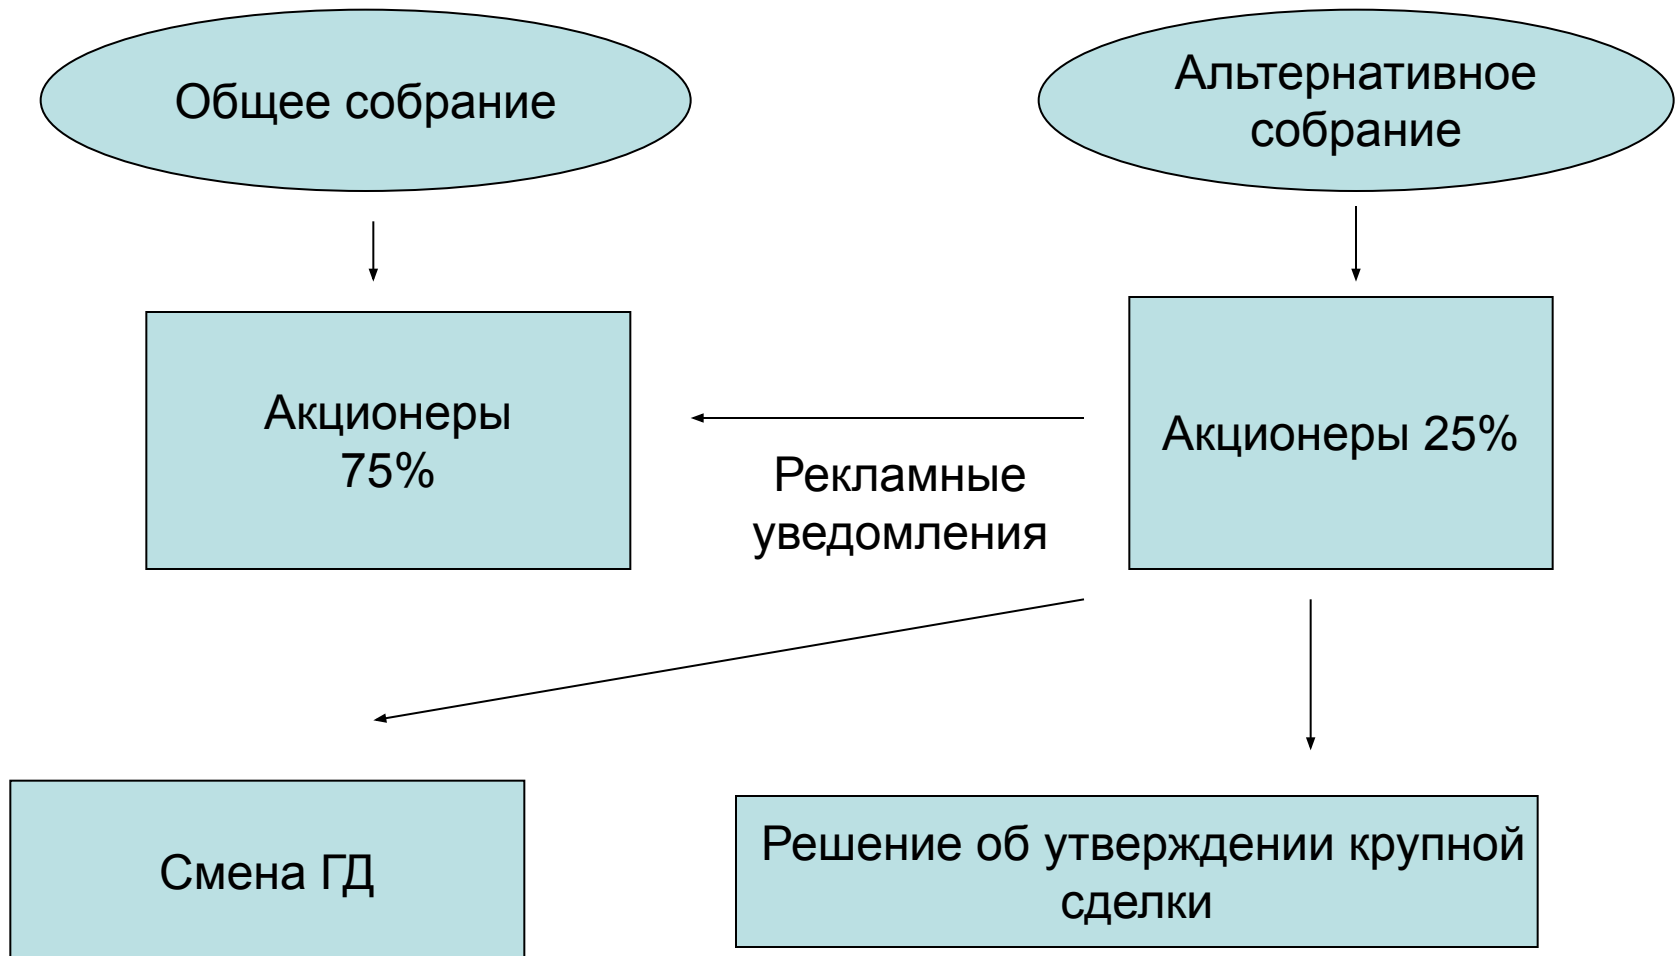 Общее собрание
Альтернативное
собрание
Акционеры
75%
Акционеры 25%
Рекламные
уведомления
Смена ГД
Решение об утверждении крупной
сделки